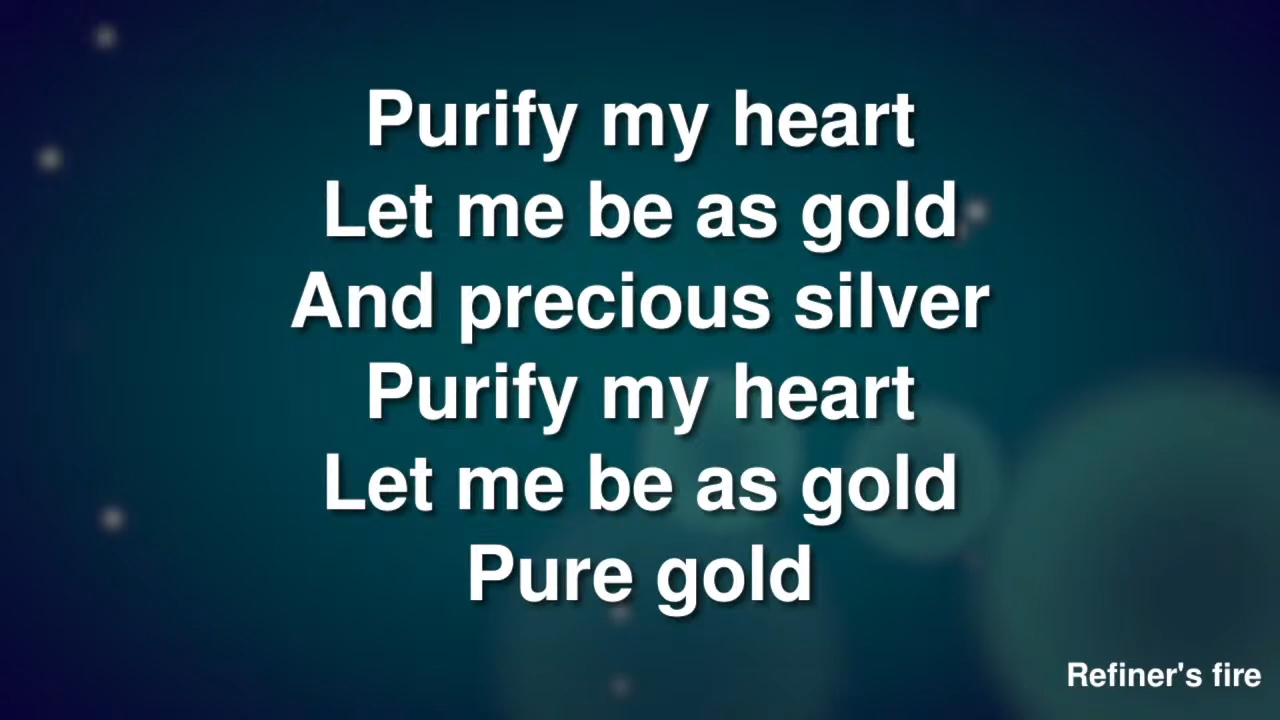 Purify my heart
Let me be as gold
And precious silver
Purify my heart
Let me be as gold
Pure gold
Refiner's fire